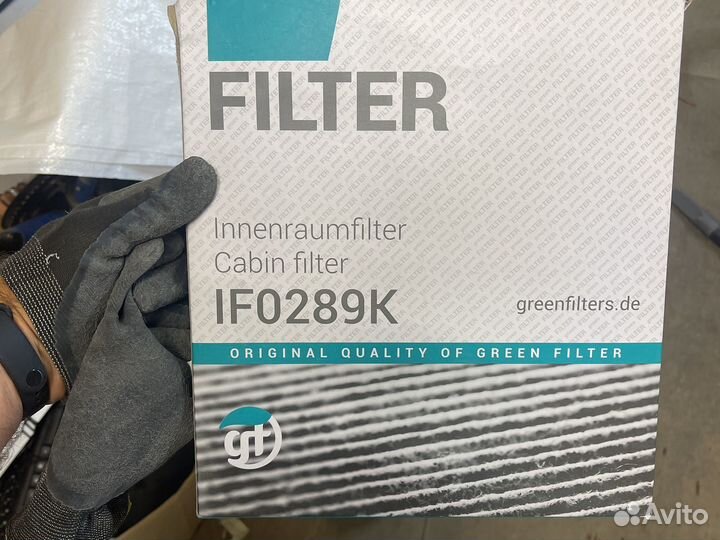 FILTER
Innenraumfilter
Cabin filter
IF0289K
greenfilters.de
ORIGINAL QUALITY OF GREEN FILTER
gf
Avito